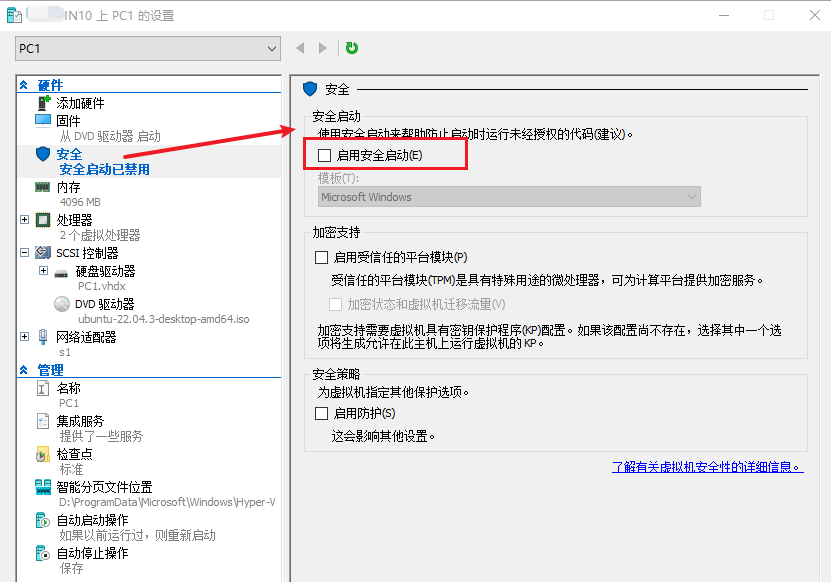 IN10 上 PC1 的设置
PC1
硬件
添加硬件
固件
从 DVD 驱动器 启动
安全
安全启动已禁用
内存
4096 MB
处理器
2 个虚拟处理器
SCSI 控制器
硬盘驱动器
PC1.vhdx
DVD 驱动器
ubuntu-22.04.3-desktop-amd64.iso
网络适配器
s1
管理
名称
PC1
集成服务
提供了一些服务
检查点
标准
智能分页文件位置
D:\ProgramData\Microsoft\Windows\Hyper-V
自动启动操作
如果以前运行过，则重新启动
自动停止操作
保存
安全
安全启动
使用安全启动来帮助防止启动时运行未经授权的代码(建议)。
启用安全启动(E)
模板(T):
Microsoft Windows
加密支持
启用受信任的平台模块(P)
受信任的平台模块(TPM)是具有特殊用途的微处理器，可为计算平台提供加密服务。
加密状态和虚拟机迁移流量(V)
加密支持需要虚拟机具有密钥保护程序(KP)配置。如果该配置尚不存在，选择其中一个选
项将生成允许在此主机上运行虚拟机的 KP。
安全策略
为虚拟机指定其他保护选项。
启用防护(S)
这会影响其他设置。
了解有关虚拟机安全性的详细信息。